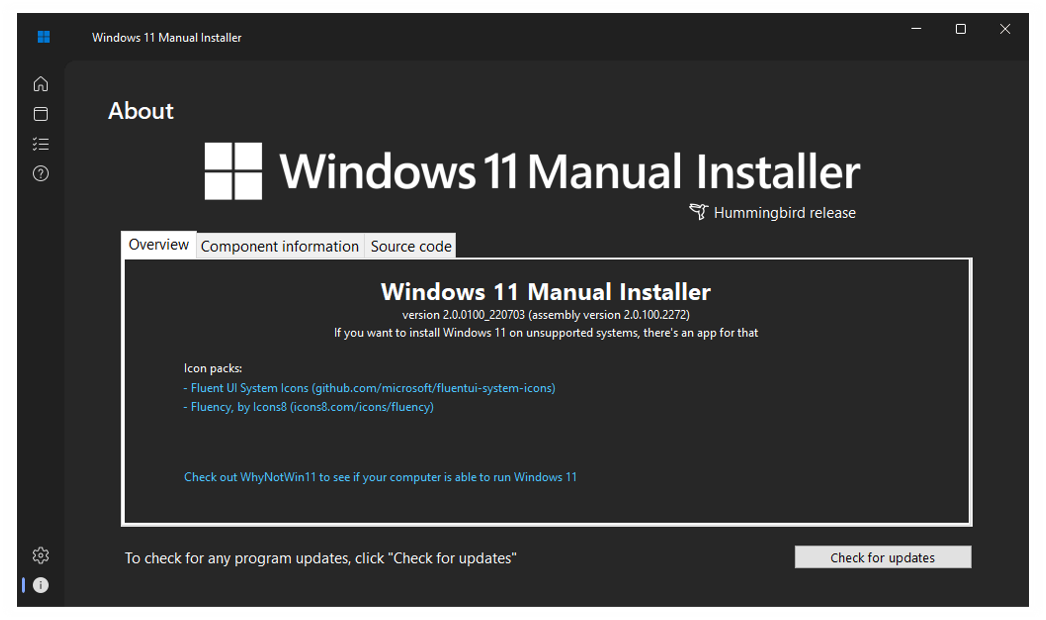 Windows 11 Manual Installer
About
Windows 11 Manual Installer
Hummingbird release
Overview Component information Source code
Windows 11 Manual Installer
version 2.0.0100_220703 (assembly version 2.0.100.2272)
If you want to install Windows 11 on unsupported systems, there's an app for that
Icon packs:
- Fluent UI System Icons (github.com/microsoft/fluentui-system-icons)
- Fluency, by Icons8 (icons8.com/icons/fluency)
Check out WhyNotWin11 to see if your computer is able to run Windows 11
To check for any program updates, click "Check for updates"
Check for updates